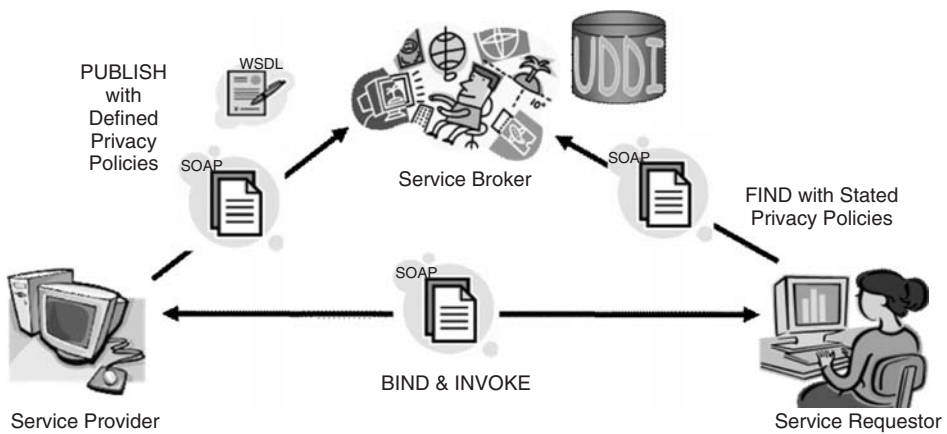 WSDL
UDDI
PUBLISH
with
Defined
Privacy
Policies
10°
SOAP
SOAP
Service Broker
FIND with Stated
Privacy Policies
SOAP
BIND & INVOKE
Service Provider
Service Requestor